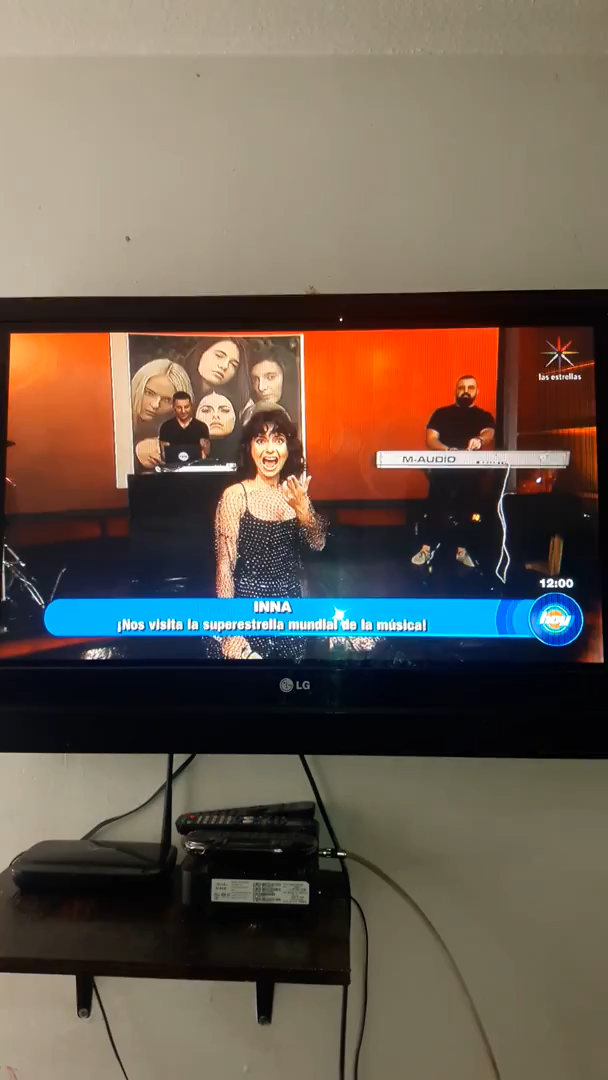 las estrellas
M-AUDIO
12:00
INNA
¡Nos visita la superestrella mundial de la música!
hoy
LG